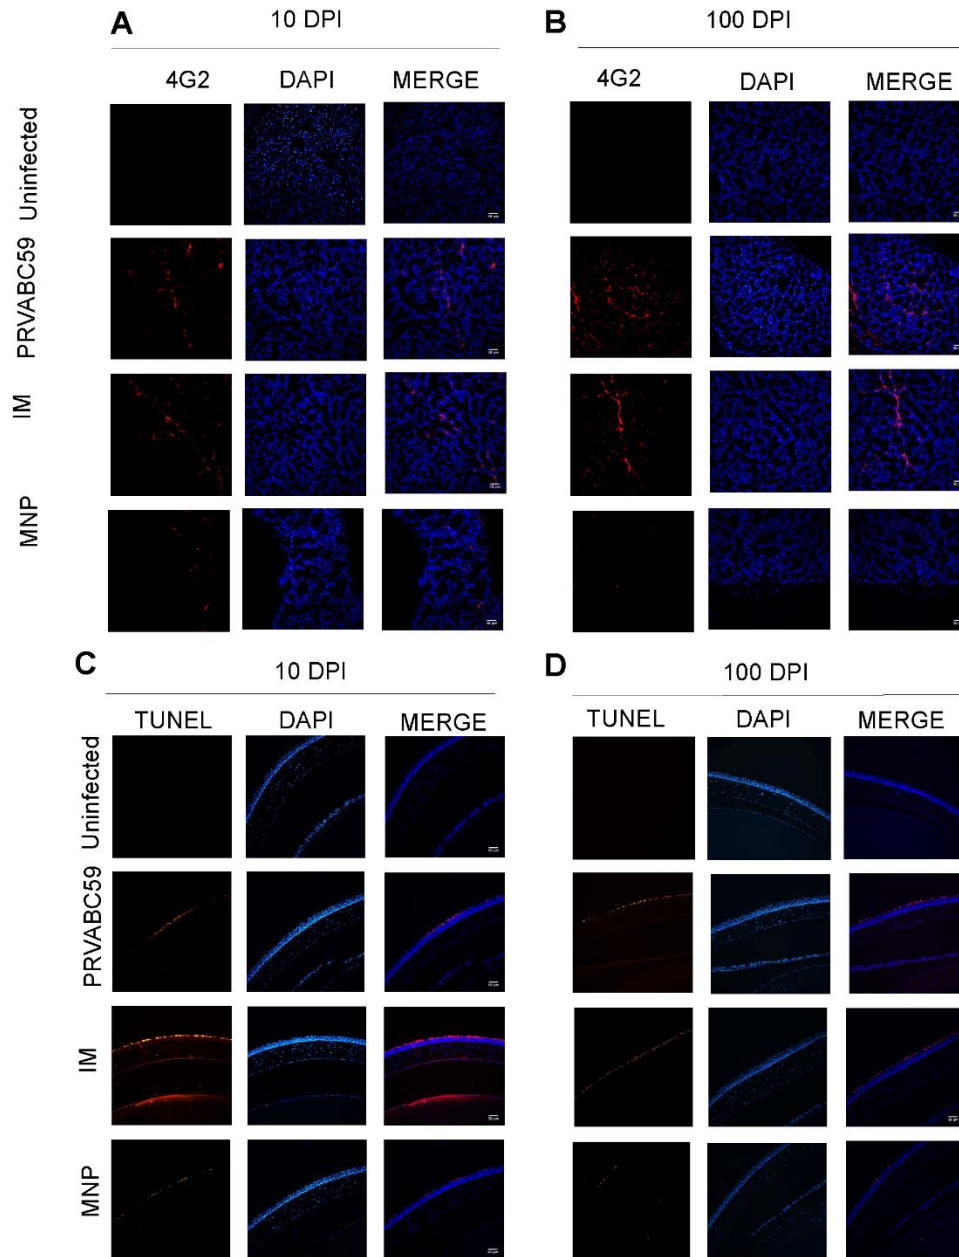 A
10 DPI
4G2
DAPI
MERGE
Uninfected
PRVABC59
IM
MNP
B
100 DPI
4G2
DAPI
MERGE
C
10 DPI
TUNEL
DAPI
MERGE
Uninfected
PRVABC59
IM
MNP
D
100 DPI
TUNEL
DAPI
MERGE